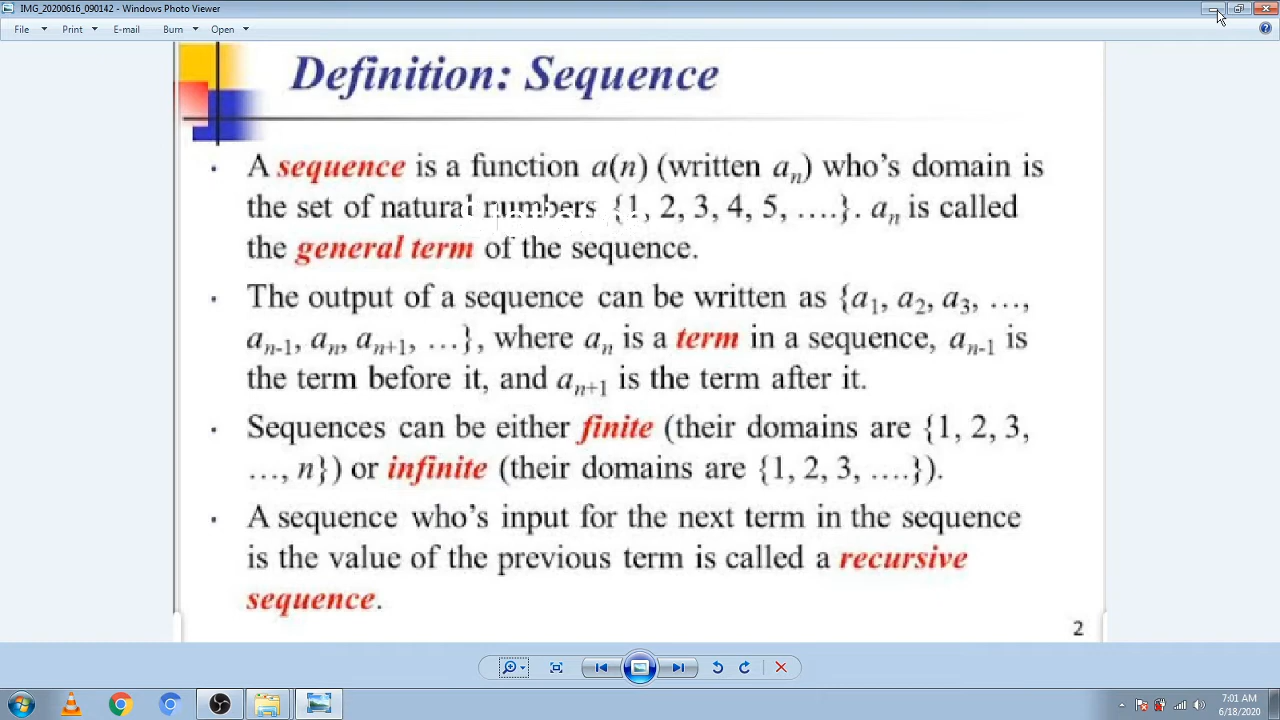 IMG_20200616_090142 - Windows Photo Viewer
File Print E-mail Burn Open
Definition: Sequence
· A sequence is a function a(n) (written aₙ) who's domain is
the set of natural numbers {1, 2, 3, 4, 5, ….}. aₙ is called
the general term of the sequence.
· The output of a sequence can be written as {a₁, a₂, a₃, …,
aₙ₋₁, aₙ, aₙ₊₁, …}, where aₙ is a term in a sequence, aₙ₋₁ is
the term before it, and aₙ₊₁ is the term after it.
· Sequences can be either finite (their domains are {1, 2, 3,
…, n}) or infinite (their domains are {1, 2, 3, ….}).
· A sequence who's input for the next term in the sequence
is the value of the previous term is called a recursive
sequence.
2
7:01 AM
6/18/2020